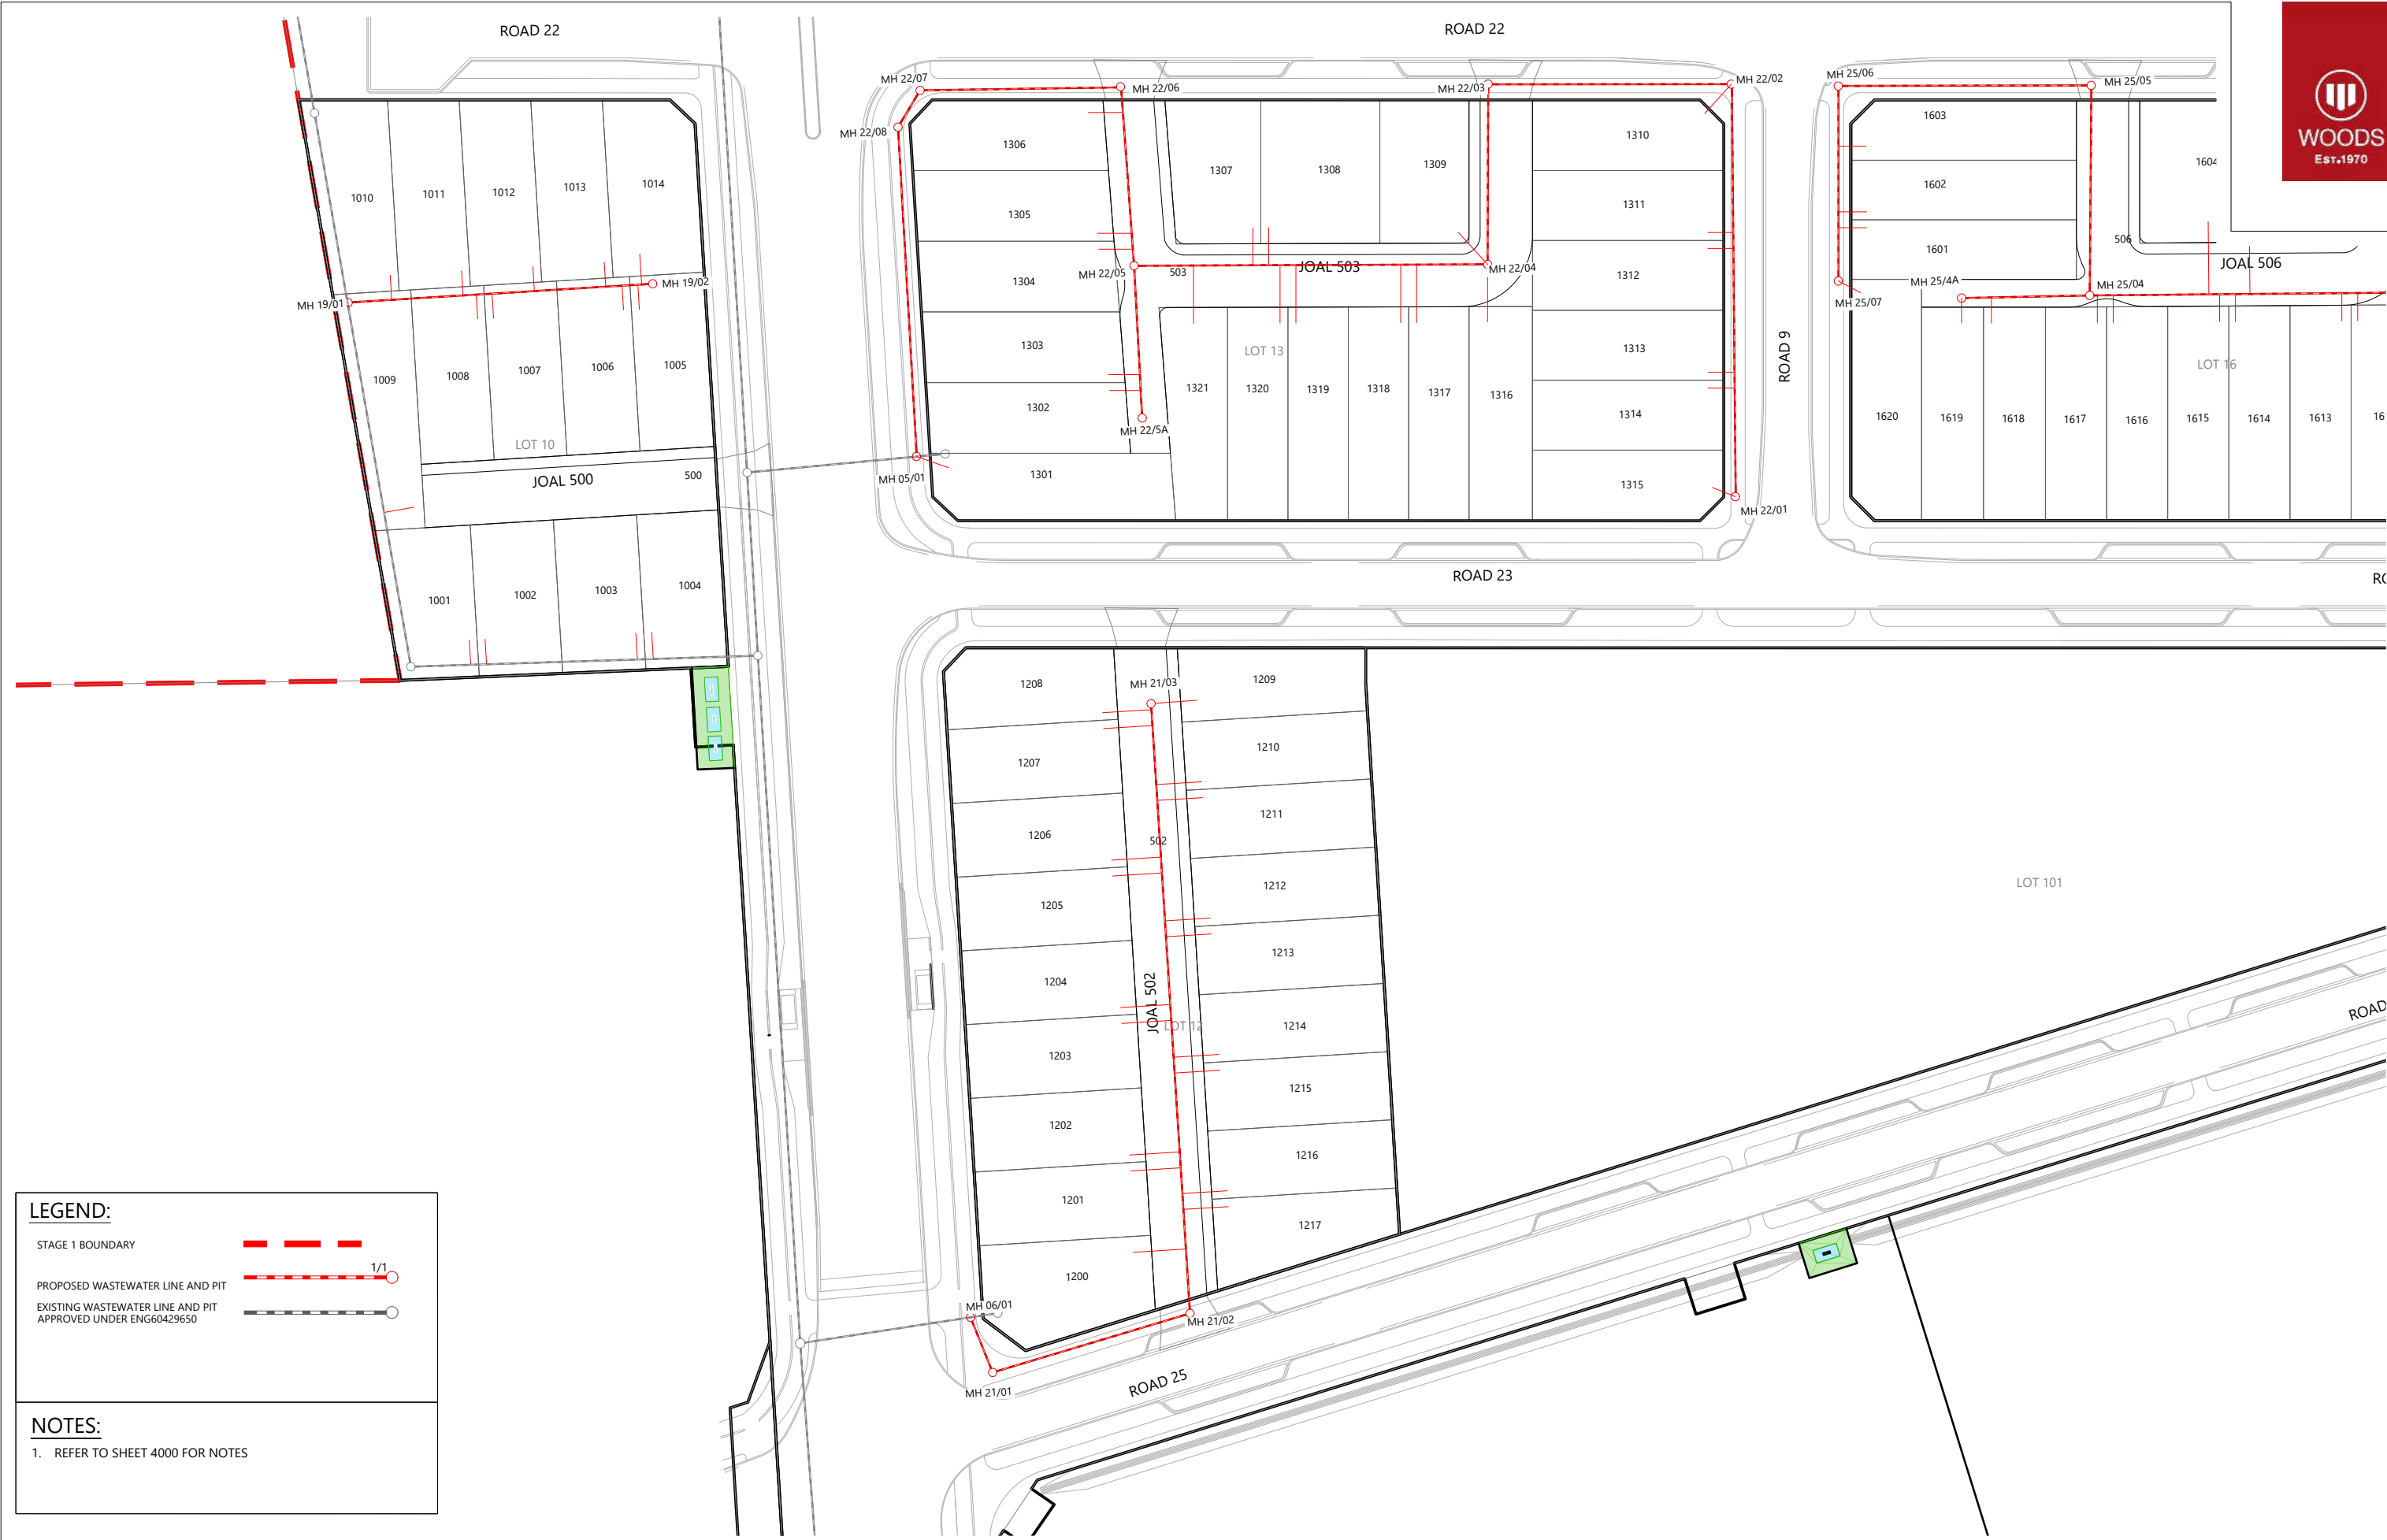 ROAD 22
ROAD 22
WOODS
EST.1970
MH 22/07
MH 22/06
MH 22/03
MH 22/02
MH 25/06
MH 25/05
MH 22/08
1306
1307
1308
1309
1310
1603
1604
1010
1011
1012
1013
1014
1305
1311
1602
1601
506
JOAL 506
MH 19/01
MH 19/02
1304
MH 22/05
503
JOAL 503
MH 22/04
1312
MH 25/4A
MH 25/04
MH 25/07
1009
1008
1007
1006
1005
1303
LOT 13
1313
ROAD 9
LOT 16
1302
1321
1320
1319
1318
1317
1316
1314
1620
1619
1618
1617
1616
1615
1614
1613
LOT 10
MH 22/5A
JOAL 500
500
MH 05/01
1301
1315
MH 22/01
ROAD 23
1001
1002
1003
1004
1208
MH 21/03
1209
1207
1210
1206
502
1211
1205
1212
LOT 101
1204
JOAL 502
1213
LOT 12
1214
ROAD
1203
1215
1202
1216
1201
1217
1200
MH 06/01
MH 21/02
MH 21/01
ROAD 25
LEGEND:
STAGE 1 BOUNDARY
1/1
PROPOSED WASTEWATER LINE AND PIT
EXISTING WASTEWATER LINE AND PIT
APPROVED UNDER ENG60429650
NOTES:
1. REFER TO SHEET 4000 FOR NOTES